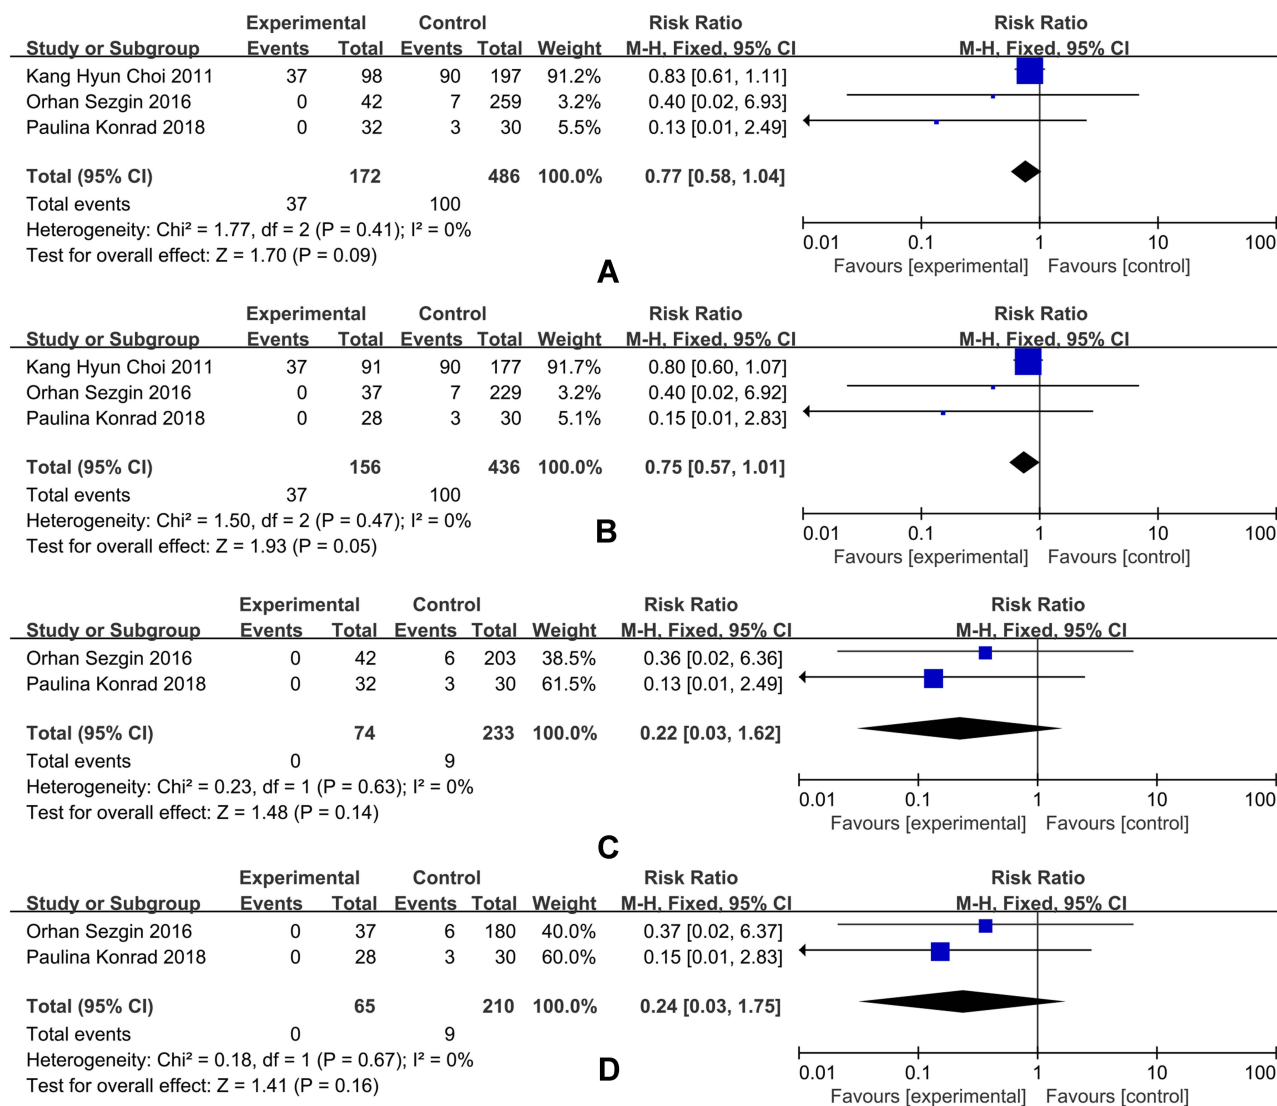 Experimental Control Risk Ratio Risk Ratio
Study or Subgroup Events Total Events Total Weight M-H, Fixed, 95% CI M-H, Fixed, 95% CI
Kang Hyun Choi 2011 37 98 90 197 91.2% 0.83 [0.61, 1.11]
Orhan Sezgin 2016 0 42 7 259 3.2% 0.40 [0.02, 6.93]
Paulina Konrad 2018 0 32 3 30 5.5% 0.13 [0.01, 2.49]
Total (95% CI) 172 486 100.0% 0.77 [0.58, 1.04]
Total events 37 100
Heterogeneity: Chi² = 1.77, df = 2 (P = 0.41); I² = 0%
Test for overall effect: Z = 1.70 (P = 0.09)
0.01 0.1 1 10 100
Favours [experimental] Favours [control]
A
Experimental Control Risk Ratio Risk Ratio
Study or Subgroup Events Total Events Total Weight M-H, Fixed, 95% CI M-H, Fixed, 95% CI
Kang Hyun Choi 2011 37 91 90 177 91.7% 0.80 [0.60, 1.07]
Orhan Sezgin 2016 0 37 7 229 3.2% 0.40 [0.02, 6.92]
Paulina Konrad 2018 0 28 3 30 5.1% 0.15 [0.01, 2.83]
Total (95% CI) 156 436 100.0% 0.75 [0.57, 1.01]
Total events 37 100
Heterogeneity: Chi² = 1.50, df = 2 (P = 0.47); I² = 0%
Test for overall effect: Z = 1.93 (P = 0.05)
0.01 0.1 1 10 100
Favours [experimental] Favours [control]
B
Experimental Control Risk Ratio Risk Ratio
Study or Subgroup Events Total Events Total Weight M-H, Fixed, 95% CI M-H, Fixed, 95% CI
Orhan Sezgin 2016 0 42 6 203 38.5% 0.36 [0.02, 6.36]
Paulina Konrad 2018 0 32 3 30 61.5% 0.13 [0.01, 2.49]
Total (95% CI) 74 233 100.0% 0.22 [0.03, 1.62]
Total events 0 9
Heterogeneity: Chi² = 0.23, df = 1 (P = 0.63); I² = 0%
Test for overall effect: Z = 1.48 (P = 0.14)
0.01 0.1 1 10 100
Favours [experimental] Favours [control]
C
Experimental Control Risk Ratio Risk Ratio
Study or Subgroup Events Total Events Total Weight M-H, Fixed, 95% CI M-H, Fixed, 95% CI
Orhan Sezgin 2016 0 37 6 180 40.0% 0.37 [0.02, 6.37]
Paulina Konrad 2018 0 28 3 30 60.0% 0.15 [0.01, 2.83]
Total (95% CI) 65 210 100.0% 0.24 [0.03, 1.75]
Total events 0 9
Heterogeneity: Chi² = 0.18, df = 1 (P = 0.67); I² = 0%
Test for overall effect: Z = 1.41 (P = 0.16)
0.01 0.1 1 10 100
Favours [experimental] Favours [control]
D